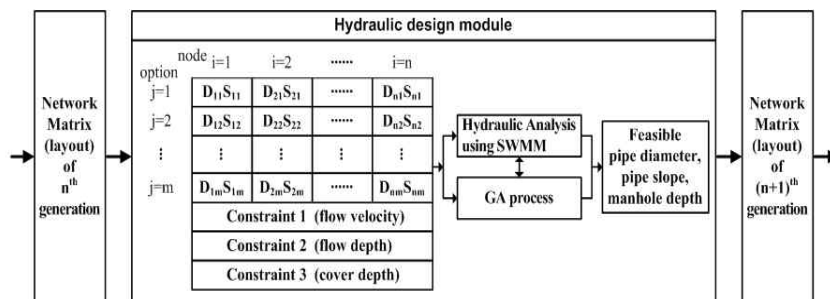 Hydraulic design module
Network
Matrix
(layout)
of
nth
generation
node
option
i=1 i=2 ...... i=n
j=1 D11S11 D21S21 ...... Dn1Sn1
j=2 D12S12 D22S22 ...... Dn2Sn2
⋮ ⋮ ⋮ ⋮ ⋮
j=m D1mS1m D2mS2m ...... DnmSnm
Constraint 1 (flow velocity)
Constraint 2 (flow depth)
Constraint 3 (cover depth)
Hydraulic Analysis
using SWMM
GA process
Feasible
pipe diameter,
pipe slope,
manhole depth
Network
Matrix
(layout)
of
(n+1)th
generation